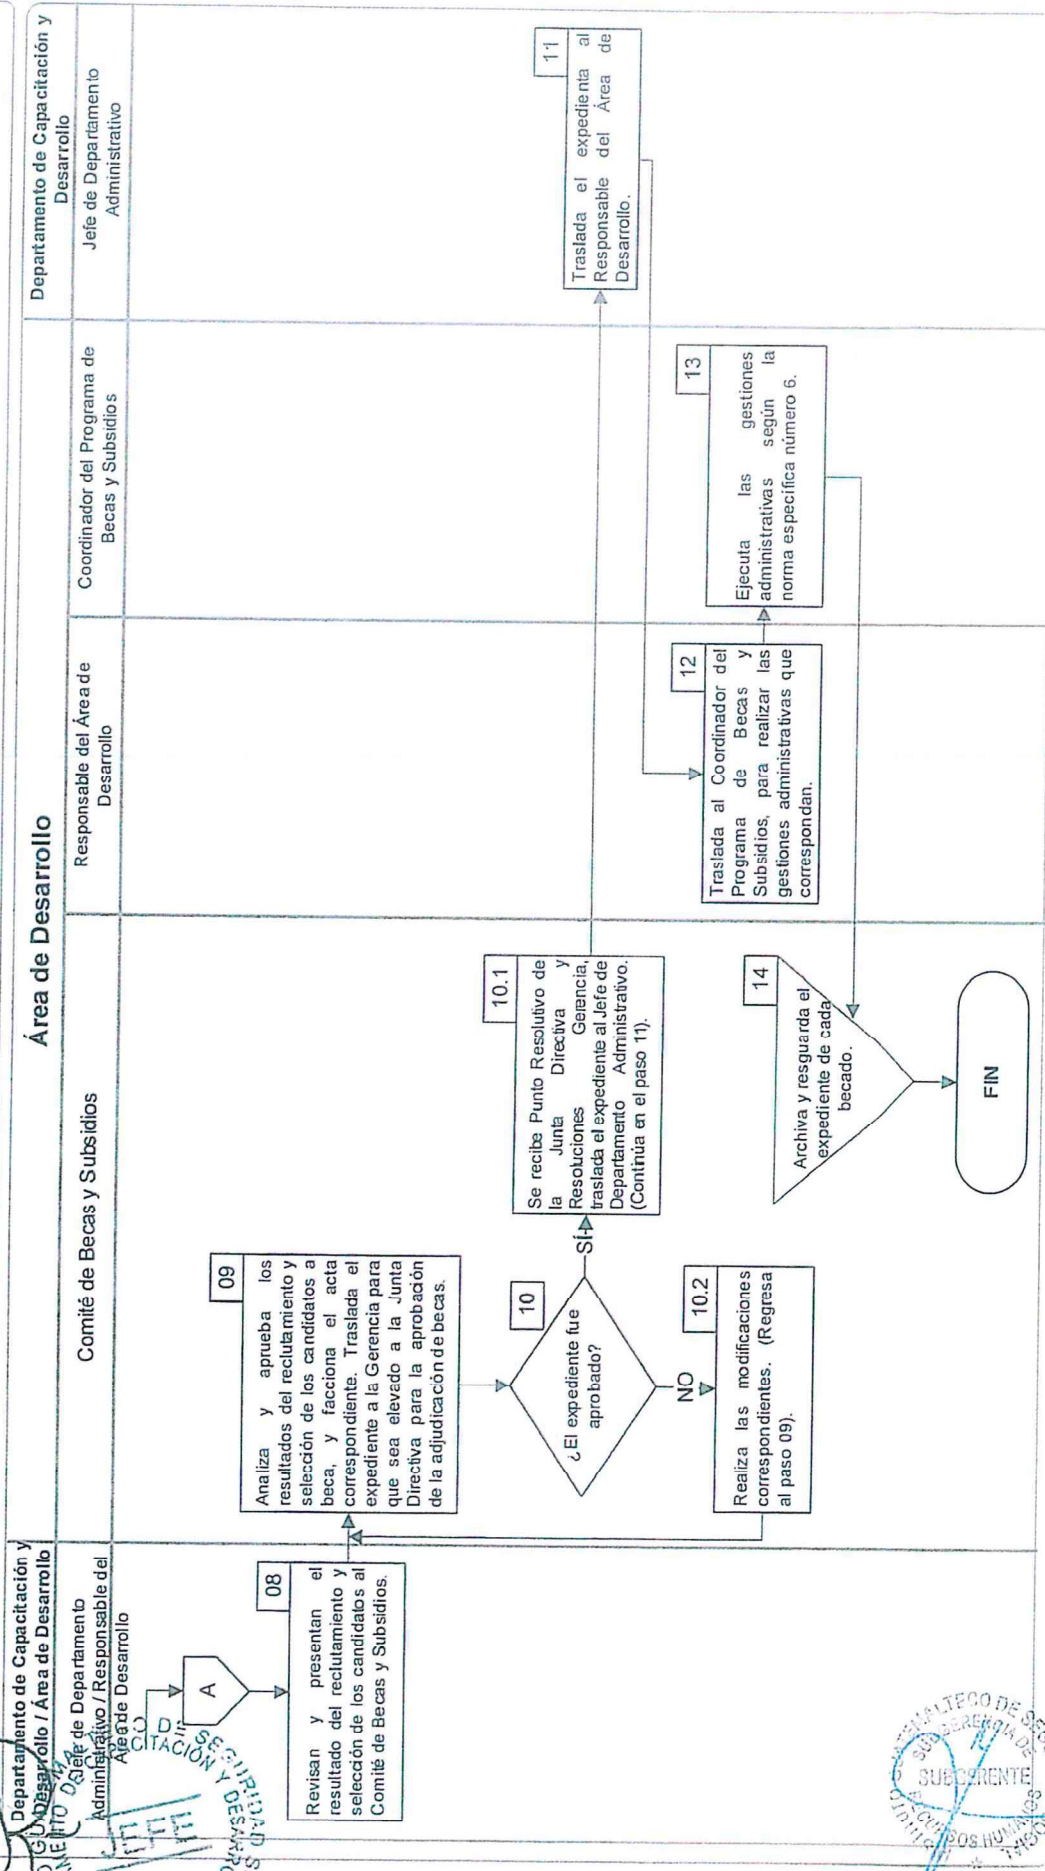 Área de Desarrollo
Departamento de Capacitación y
Desarrollo / Área de Desarrollo
Jefe de Departamento
Administrativo / Responsable del
Área de Desarrollo
Comité de Becas y Subsidios
Responsable del Área de
Desarrollo
Coordinador del Programa de
Becas y Subsidios
Departamento de Capacitación y
Desarrollo
Jefe de Departamento
Administrativo
A
08
Revisan y presentan el
resultado del reclutamiento y
selección de los candidatos al
Comité de Becas y Subsidios.
09
Analiza y aprueba los
resultados del reclutamiento y
selección de los candidatos a
beca, y facciona el acta
correspondiente. Traslada el
expediente a la Gerencia para
que sea elevado a la Junta
Directiva para la aprobación
de la adjudicación de becas.
10
¿El expediente fue
aprobado?
SÍ
NO
10.1
Se recibe Punto Resolutivo de
la Junta Directiva y
Resoluciones Gerencia,
traslada el expediente al Jefe de
Departamento Administrativo.
(Continúa en el paso 11).
10.2
Realiza las modificaciones
correspondientes. (Regresa
al paso 09).
11
Traslada el expedienta al
Responsable del Área de
Desarrollo.
12
Traslada al Coordinador del
Programa de Becas y
Subsidios, para realizar las
gestiones administrativas que
correspondan.
13
Ejecuta las gestiones
administrativas según la
norma específica número 6.
14
Archiva y resguarda el
expediente de cada
becado.
FIN
SUBGERENCIA DE
SUBGERENTE
HUMANOS